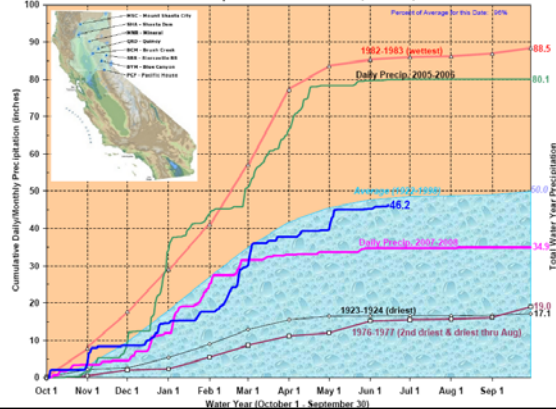 Percent of Average for this Date: 96%
MSC - Mount Shasta City
SHA - Shasta Dam
MNR - Mineral
QRD - Quincy
BCM - Brush Creek
SRR - Sierraville RS
BYM - Blue Canyon
PCF - Pacific House
1982-1983 (wettest)
88.5
Daily Precip. 2005-2006
80.1
Average (1922-1998)
50.0
46.2
Daily Precip. 2007-2008
34.9
1923-1924 (driest)
19.0
17.1
1976-1977 (2nd driest & driest thru Aug)
Cumulative Daily/Monthly Precipitation (inches)
Total Water Year Precipitation
100
90
80
70
60
50
40
30
20
10
0
Oct 1 Nov 1 Dec 1 Jan 1 Feb 1 Mar 1 Apr 1 May 1 Jun 1 Jul 1 Aug 1 Sep 1
Water Year (October 1 - September 30)